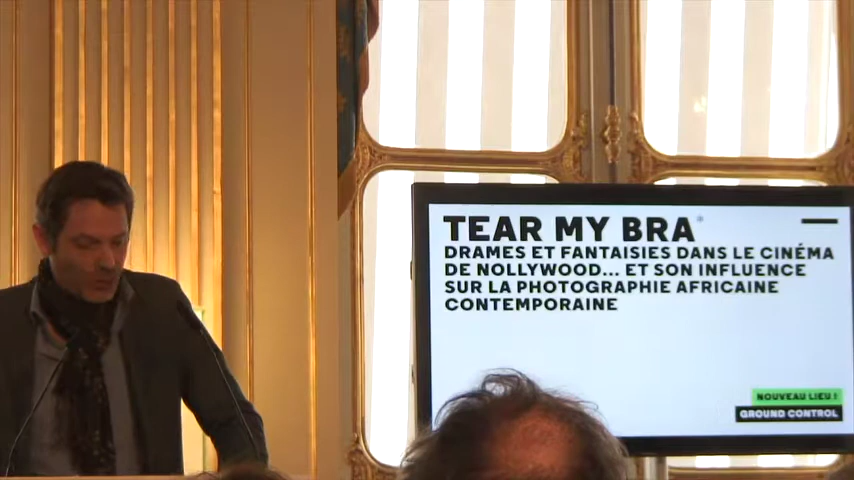 TEAR MY BRA*
DRAMES ET FANTAISIES DANS LE CINÉMA
DE NOLLYWOOD... ET SON INFLUENCE
SUR LA PHOTOGRAPHIE AFRICAINE
CONTEMPORAINE
NOUVEAU LIEU !
GROUND CONTROL